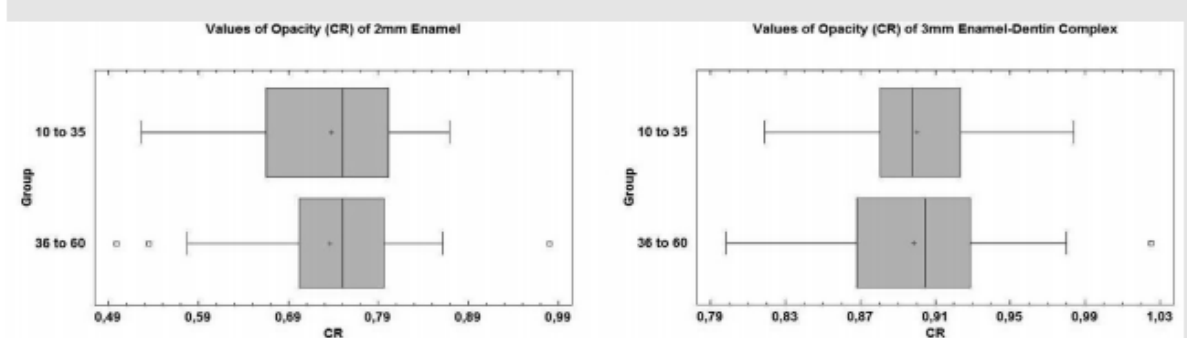 Values of Opacity (CR) of 2mm Enamel
Group
10 to 35
36 to 60
0,49 0,59 0,69 0,79 0,89 0,99
CR
Values of Opacity (CR) of 3mm Enamel-Dentin Complex
Group
10 to 35
36 to 60
0,79 0,83 0,87 0,91 0,95 0,99 1,03
CR